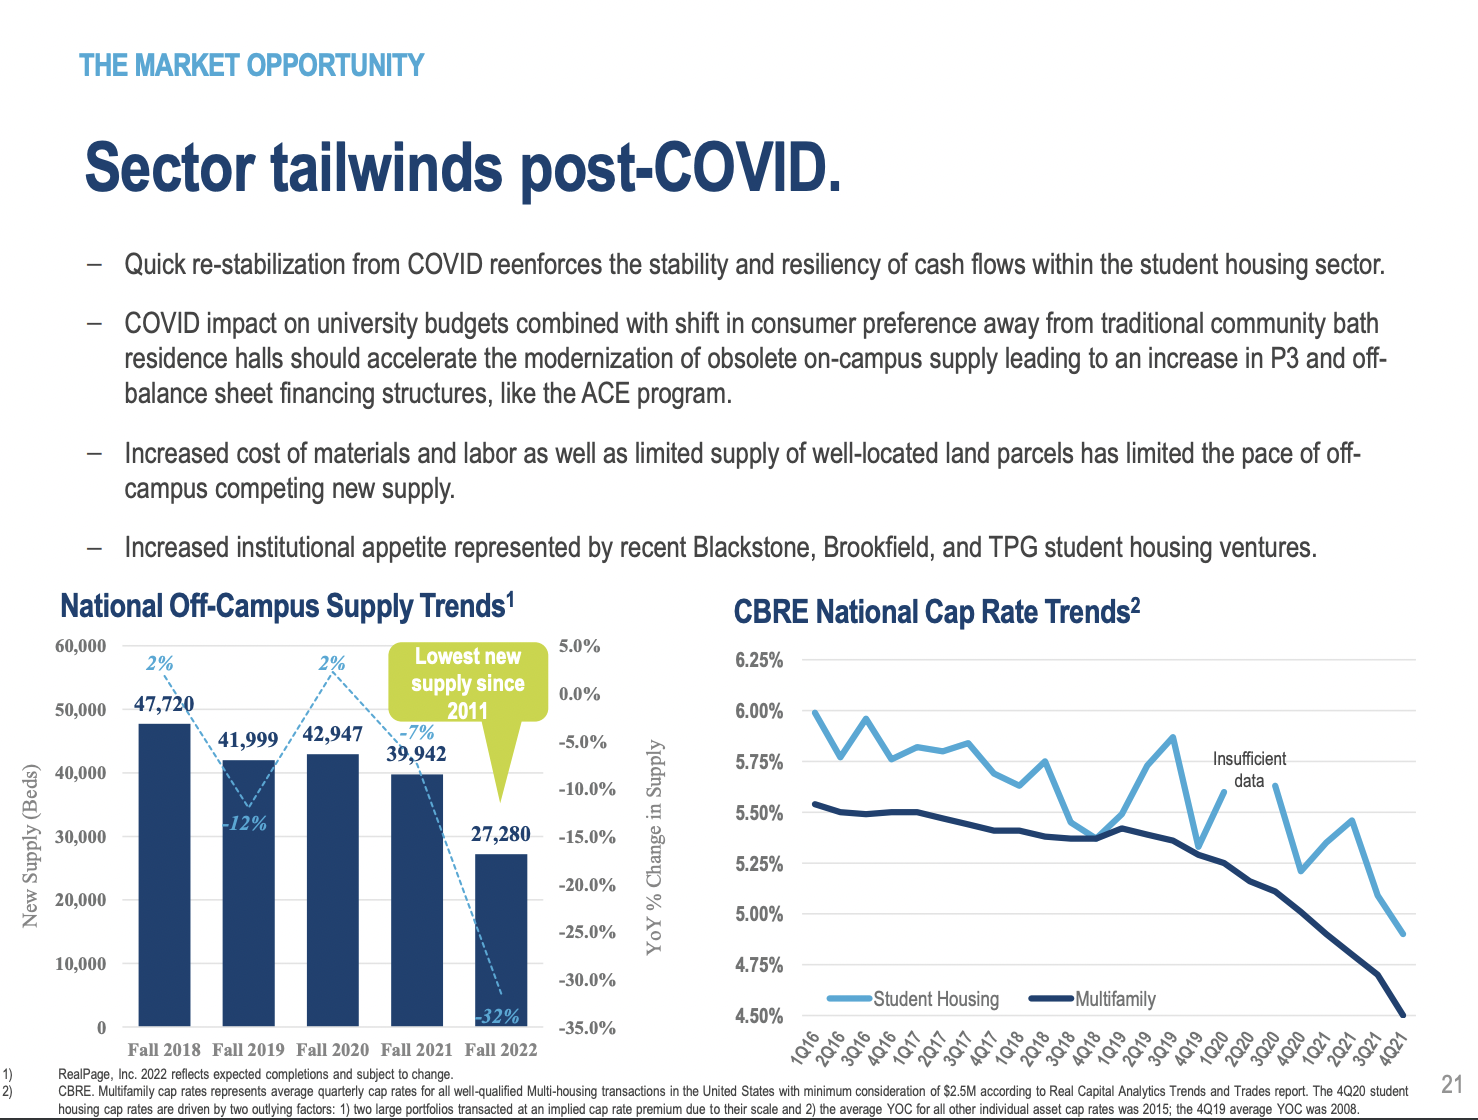 THE MARKET OPPORTUNITY
Sector tailwinds post-COVID.
– Quick re-stabilization from COVID reenforces the stability and resiliency of cash flows within the student housing sector.
– COVID impact on university budgets combined with shift in consumer preference away from traditional community bath
residence halls should accelerate the modernization of obsolete on-campus supply leading to an increase in P3 and off-
balance sheet financing structures, like the ACE program.
– Increased cost of materials and labor as well as limited supply of well-located land parcels has limited the pace of off-
campus competing new supply.
– Increased institutional appetite represented by recent Blackstone, Brookfield, and TPG student housing ventures.
National Off-Campus Supply Trends1
New Supply (Beds)
60,000
50,000
40,000
30,000
20,000
10,000
0
2%
-12%
2%
-7%
-32%
47,720
41,999
42,947
39,942
27,280
Lowest new
supply since
2011
5.0%
0.0%
-5.0%
-10.0%
-15.0%
-20.0%
-25.0%
-30.0%
-35.0%
YoY % Change in Supply
Fall 2018 Fall 2019 Fall 2020 Fall 2021 Fall 2022
CBRE National Cap Rate Trends2
6.25%
6.00%
5.75%
5.50%
5.25%
5.00%
4.75%
4.50%
Insufficient
data
Student Housing
Multifamily
1Q16 2Q16 3Q16 4Q16 1Q17 2Q17 3Q17 4Q17 1Q18 2Q18 3Q18 4Q18 1Q19 2Q19 3Q19 4Q19 1Q20 2Q20 3Q20 4Q20 1Q21 2Q21 3Q21 4Q21
1) RealPage, Inc. 2022 reflects expected completions and subject to change.
2) CBRE. Multifamily cap rates represents average quarterly cap rates for all well-qualified Multi-housing transactions in the United States with minimum consideration of $2.5M according to Real Capital Analytics Trends and Trades report. The 4Q20 student
housing cap rates are driven by two outlying factors: 1) two large portfolios transacted at an implied cap rate premium due to their scale and 2) the average YOC for all other individual asset cap rates was 2015; the 4Q19 average YOC was 2008.
21